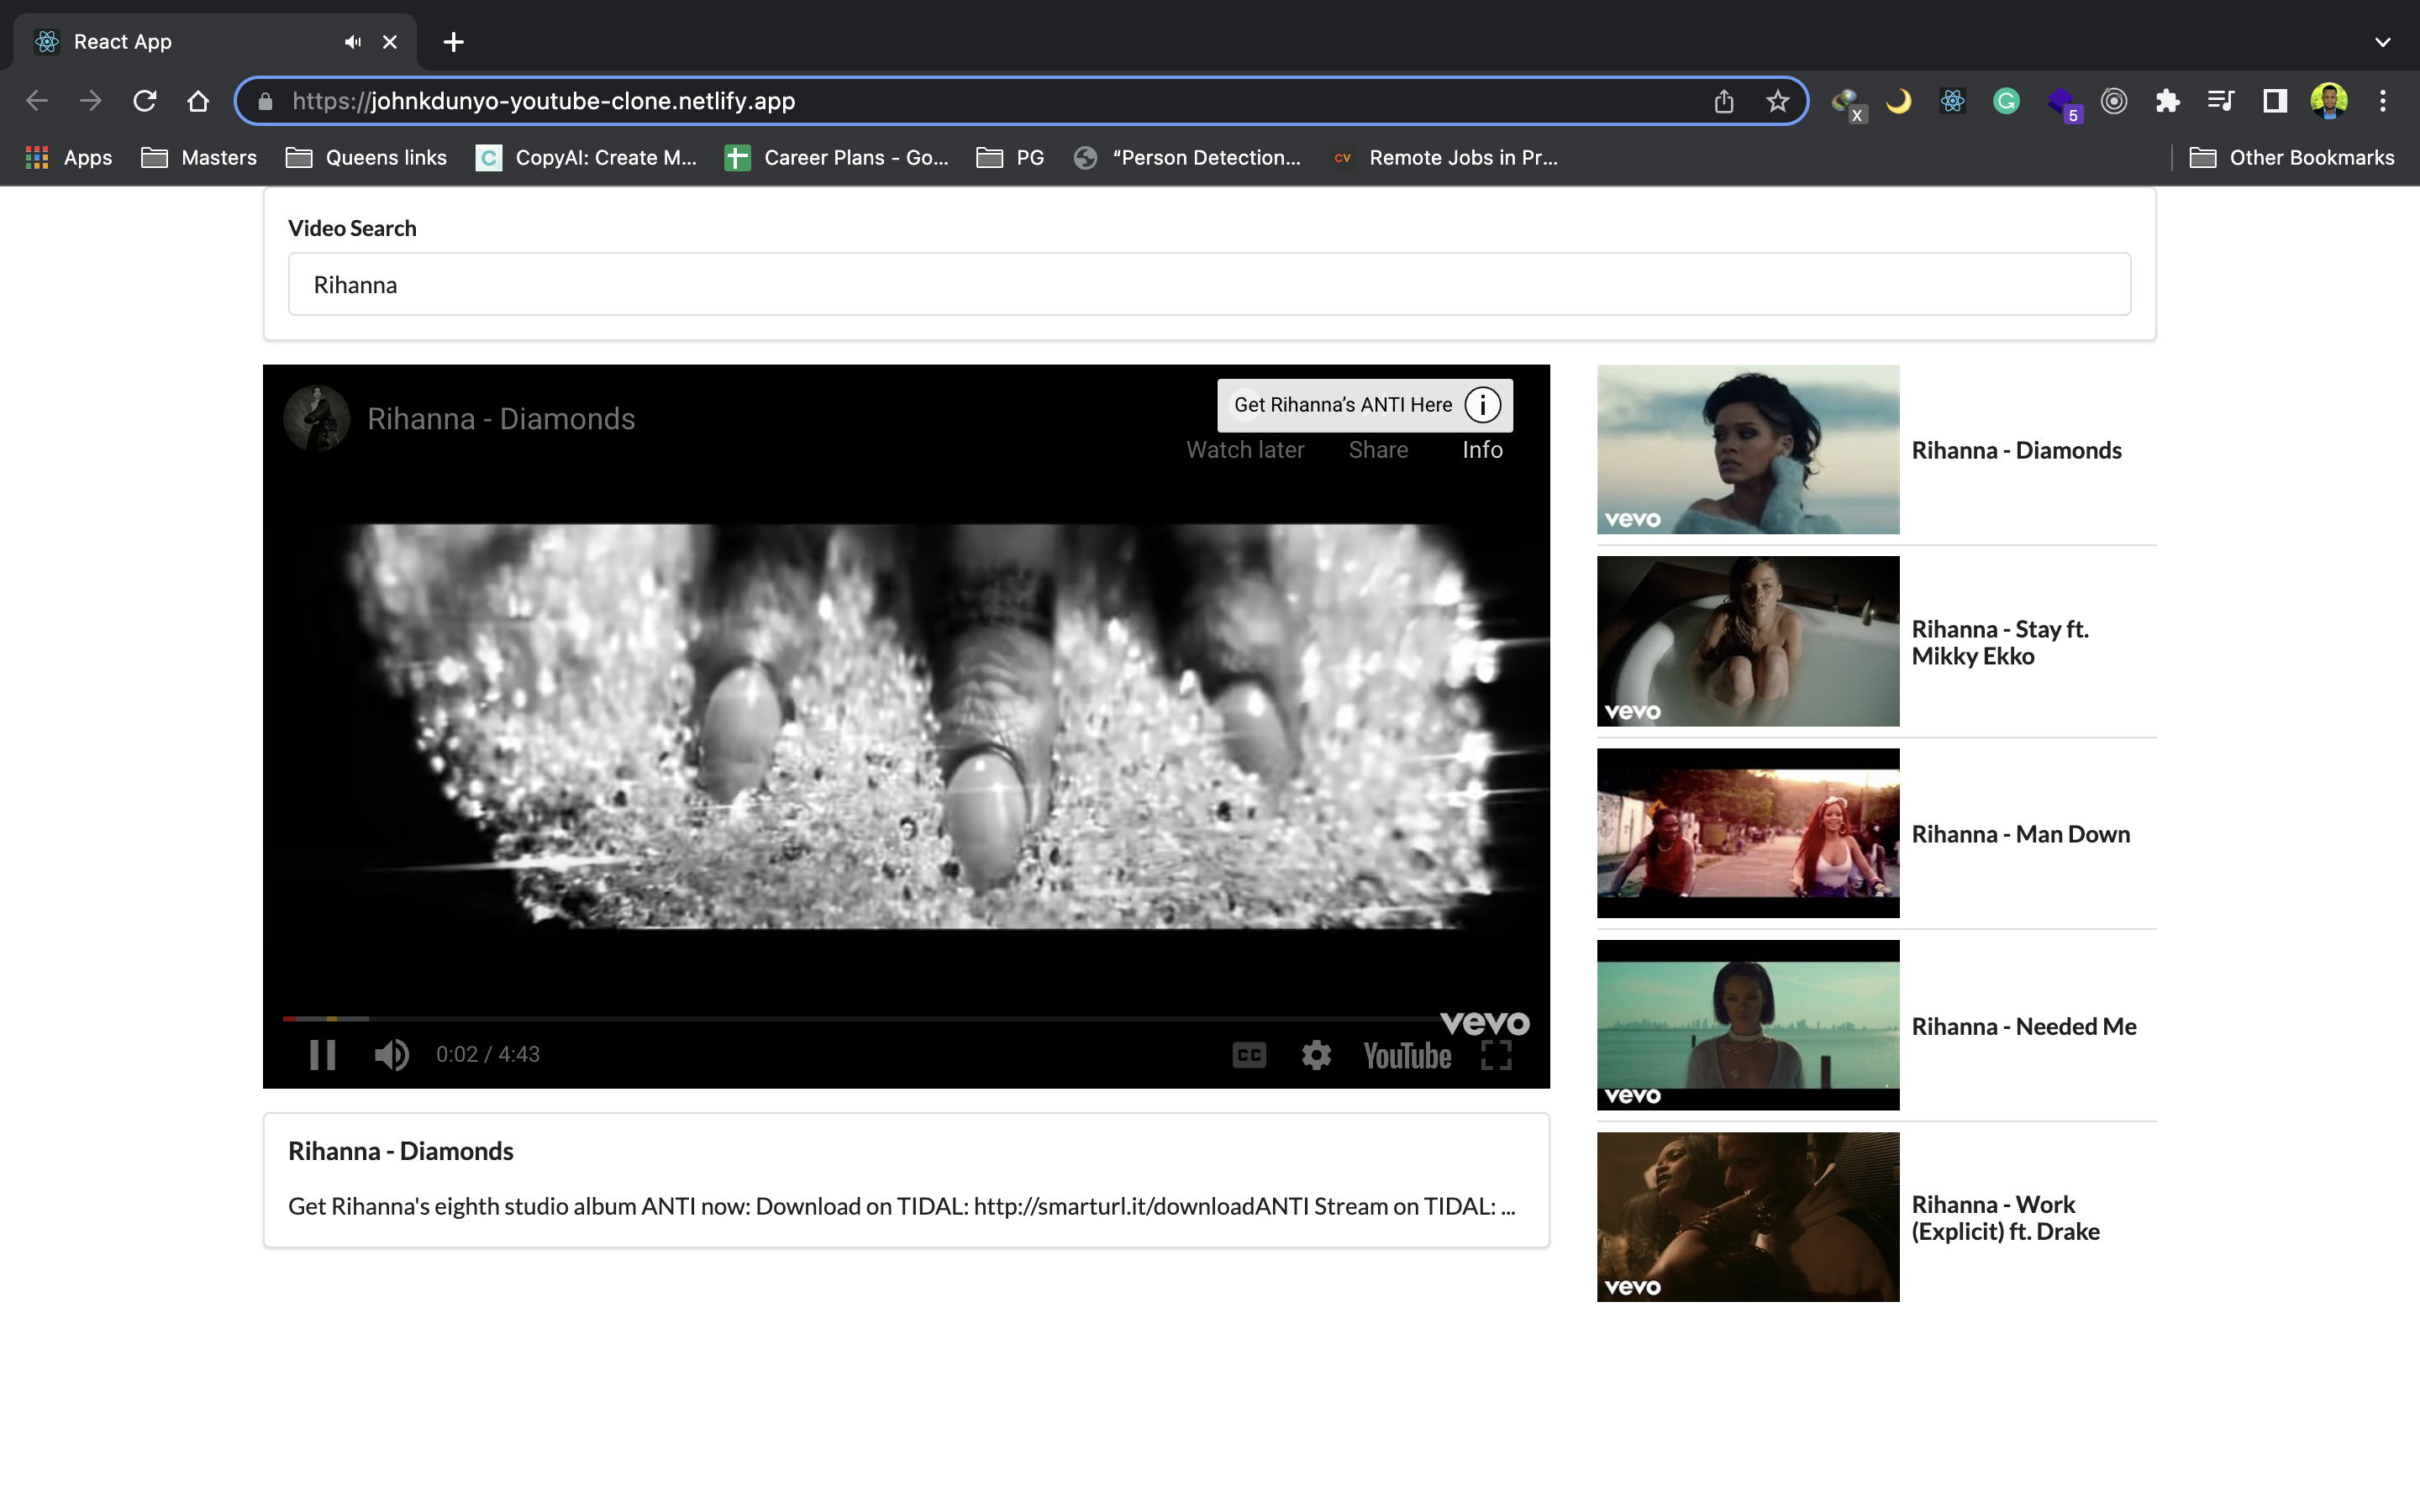 React App
https://johnkdunyo-youtube-clone.netlify.app
X
5
Apps
Masters
Queens links
C
CopyAI: Create M...
Career Plans - Go...
PG
“Person Detection...
CV
Remote Jobs in Pr...
Other Bookmarks
Video Search
Rihanna
Rihanna - Diamonds
Get Rihanna’s ANTI Here
Watch later
Share
Info
vevo
0:02 / 4:43
CC
YouTube
Rihanna - Diamonds
Get Rihanna's eighth studio album ANTI now: Download on TIDAL: http://smarturl.it/downloadANTI Stream on TIDAL: ...
vevo
Rihanna - Diamonds
vevo
Rihanna - Stay ft.
Mikky Ekko
Rihanna - Man Down
vevo
Rihanna - Needed Me
vevo
Rihanna - Work
(Explicit) ft. Drake